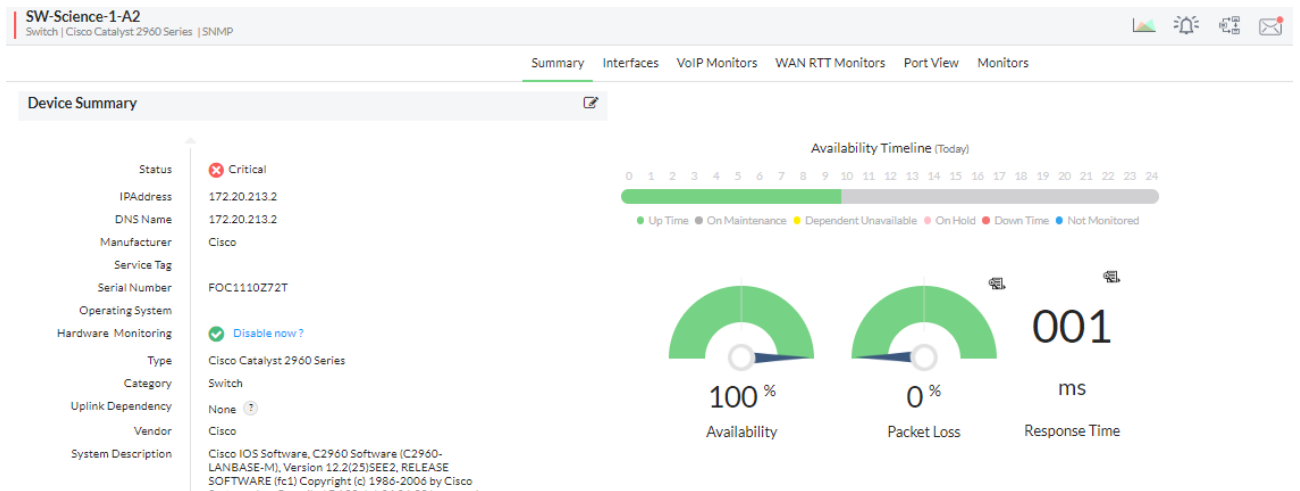 SW-Science-1-A2
Switch | Cisco Catalyst 2960 Series | SNMP
Summary Interfaces VoIP Monitors WAN RTT Monitors Port View Monitors
Device Summary
Status Critical
IPAddress 172.20.213.2
DNS Name 172.20.213.2
Manufacturer Cisco
Service Tag
Serial Number FOC1110Z72T
Operating System
Hardware Monitoring Disable now ?
Type Cisco Catalyst 2960 Series
Category Switch
Uplink Dependency None ?
Vendor Cisco
System Description Cisco IOS Software, C2960 Software (C2960-
LANBASE-M), Version 12.2(25)SEE2, RELEASE
SOFTWARE (fc1) Copyright (c) 1986-2006 by Cisco
Availability Timeline (Today)
0 1 2 3 4 5 6 7 8 9 10 11 12 13 14 15 16 17 18 19 20 21 22 23 24
Up Time On Maintenance Dependent Unavailable On Hold Down Time Not Monitored
100 %
Availability
0 %
Packet Loss
001
ms
Response Time